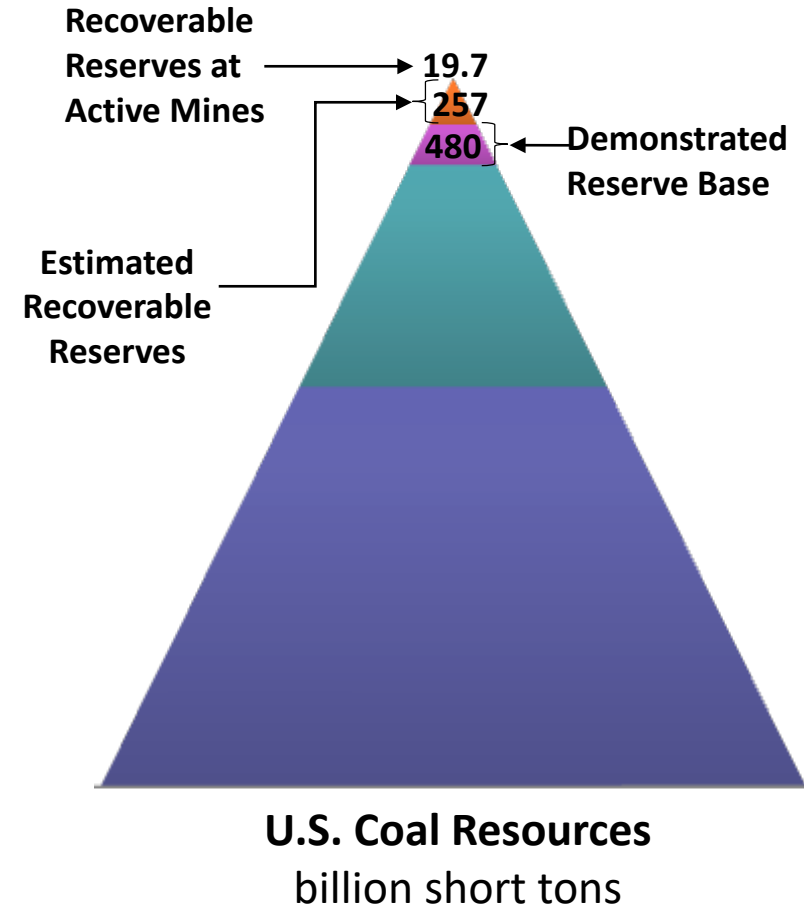 Recoverable
Reserves at
Active Mines
19.7
257
480
Demonstrated
Reserve Base
Estimated
Recoverable
Reserves
U.S. Coal Resources
billion short tons